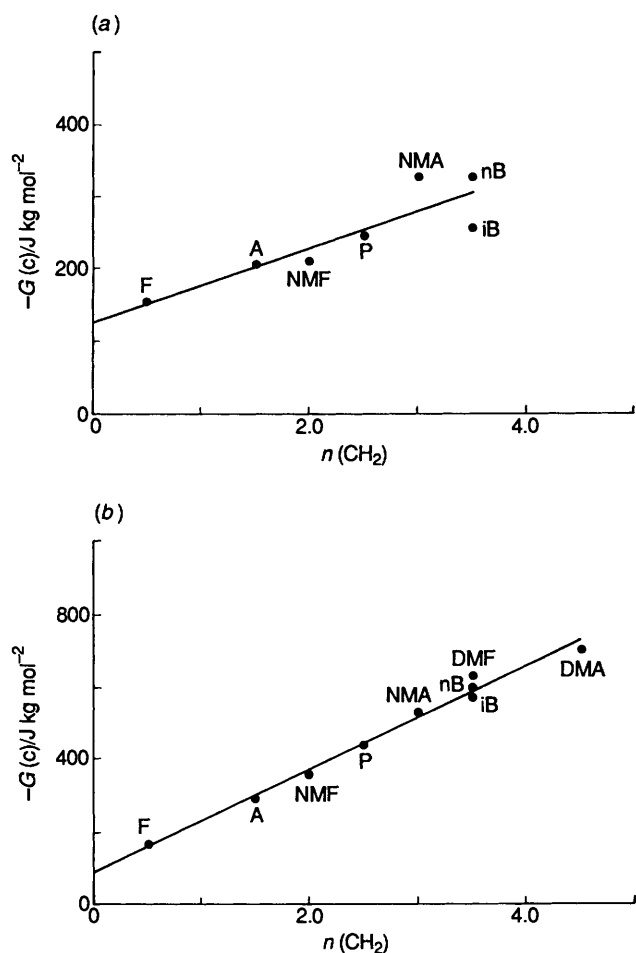 (a)
−G (c)/J kg mol−2
400
200
0
F
A
NMF
P
NMA
nB
iB
0
2.0
4.0
n (CH2)
(b)
−G (c)/J kg mol−2
800
400
0
F
A
NMF
P
NMA
DMF
nB
iB
DMA
0
2.0
4.0
n (CH2)